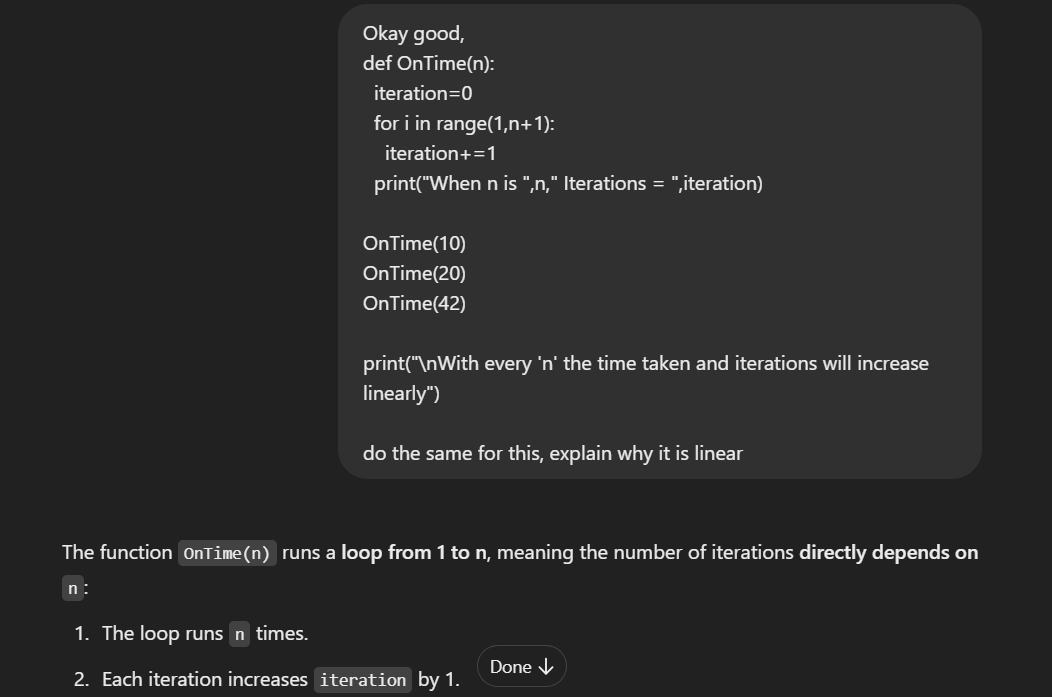 Okay good,
def OnTime(n):
iteration=0
for i in range(1,n+1):
iteration+=1
print("When n is ",n," Iterations = ",iteration)
OnTime(10)
OnTime(20)
OnTime(42)
print("\nWith every 'n' the time taken and iterations will increase
linearly")
do the same for this, explain why it is linear
The function OnTime(n) runs a loop from 1 to n, meaning the number of iterations directly depends on
n:
1. The loop runs n times.
2. Each iteration increases iteration by 1.
Done ↓